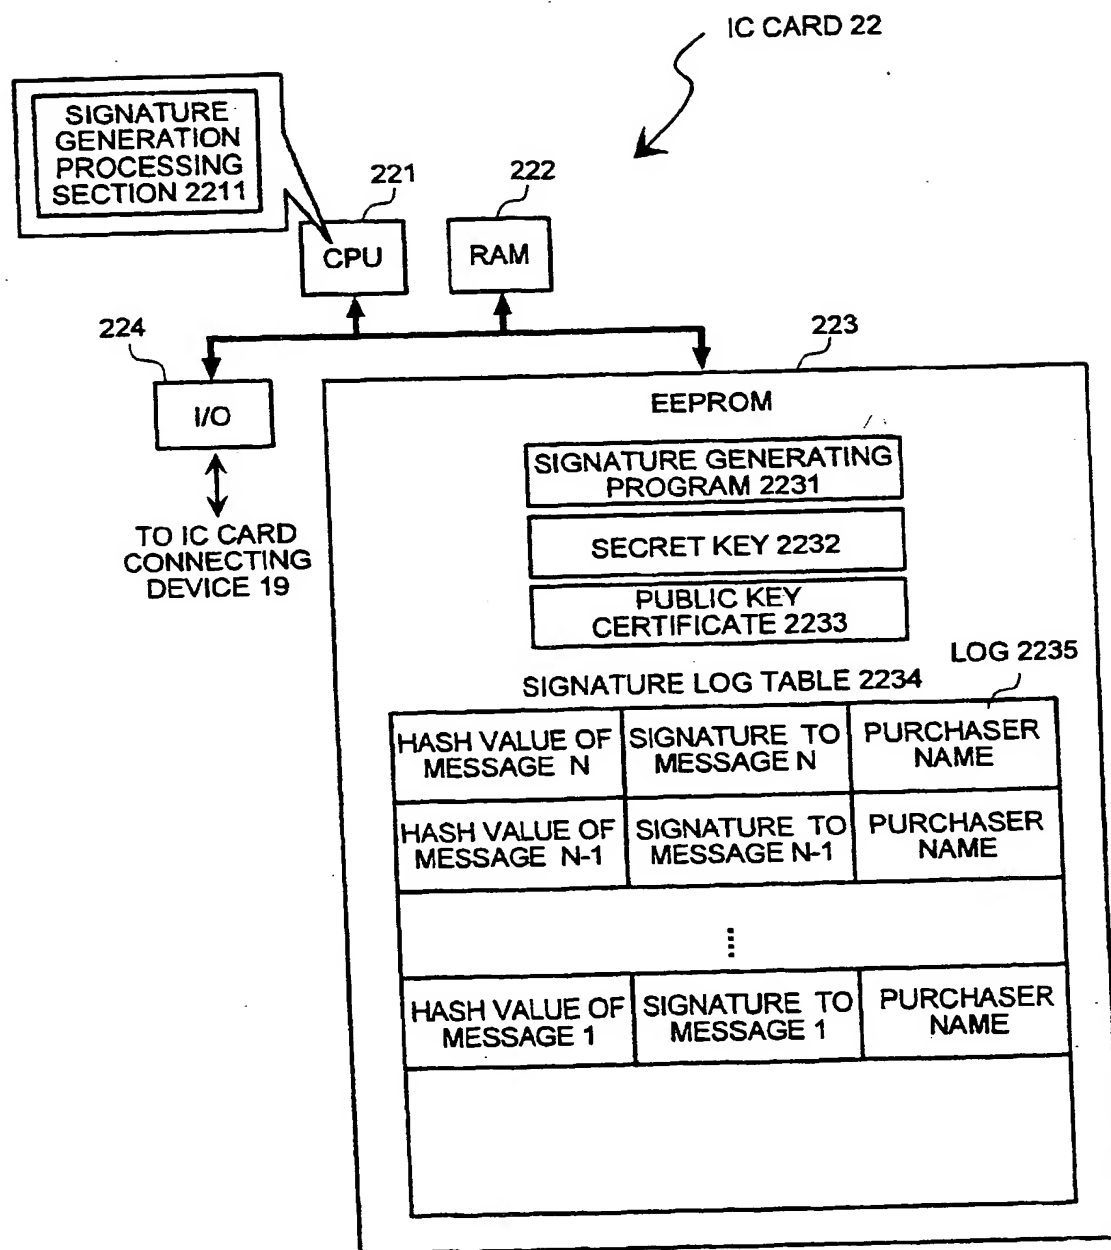 IC CARD 22
SIGNATURE
GENERATION
PROCESSING
SECTION 2211
221
222
CPU
RAM
224
223
I/O
EEPROM
SIGNATURE GENERATING
PROGRAM 2231
TO IC CARD
CONNECTING
DEVICE 19
SECRET KEY 2232
PUBLIC KEY
CERTIFICATE 2233
LOG 2235
SIGNATURE LOG TABLE 2234
HASH VALUE OF
MESSAGE N
SIGNATURE TO
MESSAGE N
PURCHASER
NAME
HASH VALUE OF
MESSAGE N-1
SIGNATURE TO
MESSAGE N-1
PURCHASER
NAME
HASH VALUE OF
MESSAGE 1
SIGNATURE TO
MESSAGE 1
PURCHASER
NAME